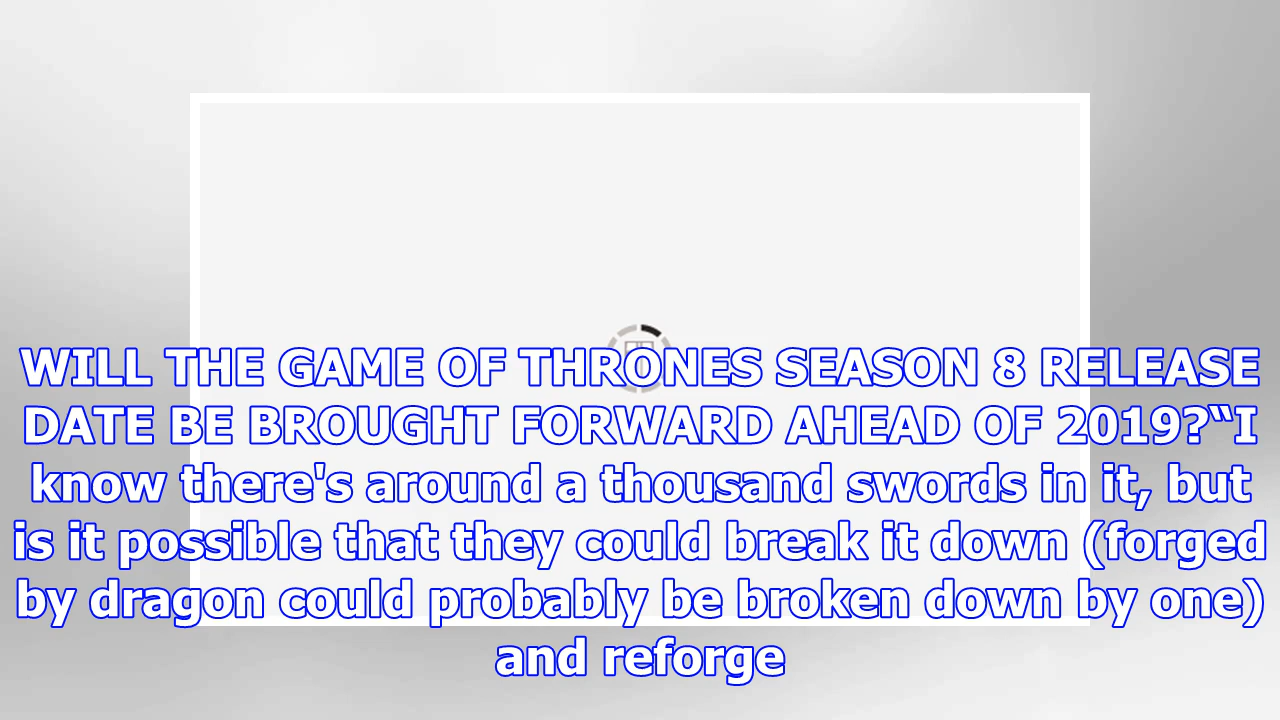 WILL THE GAME OF THRONES SEASON 8 RELEASE
DATE BE BROUGHT FORWARD AHEAD OF 2019?“I
know there's around a thousand swords in it, but
is it possible that they could break it down (forged
by dragon could probably be broken down by one)
and reforge